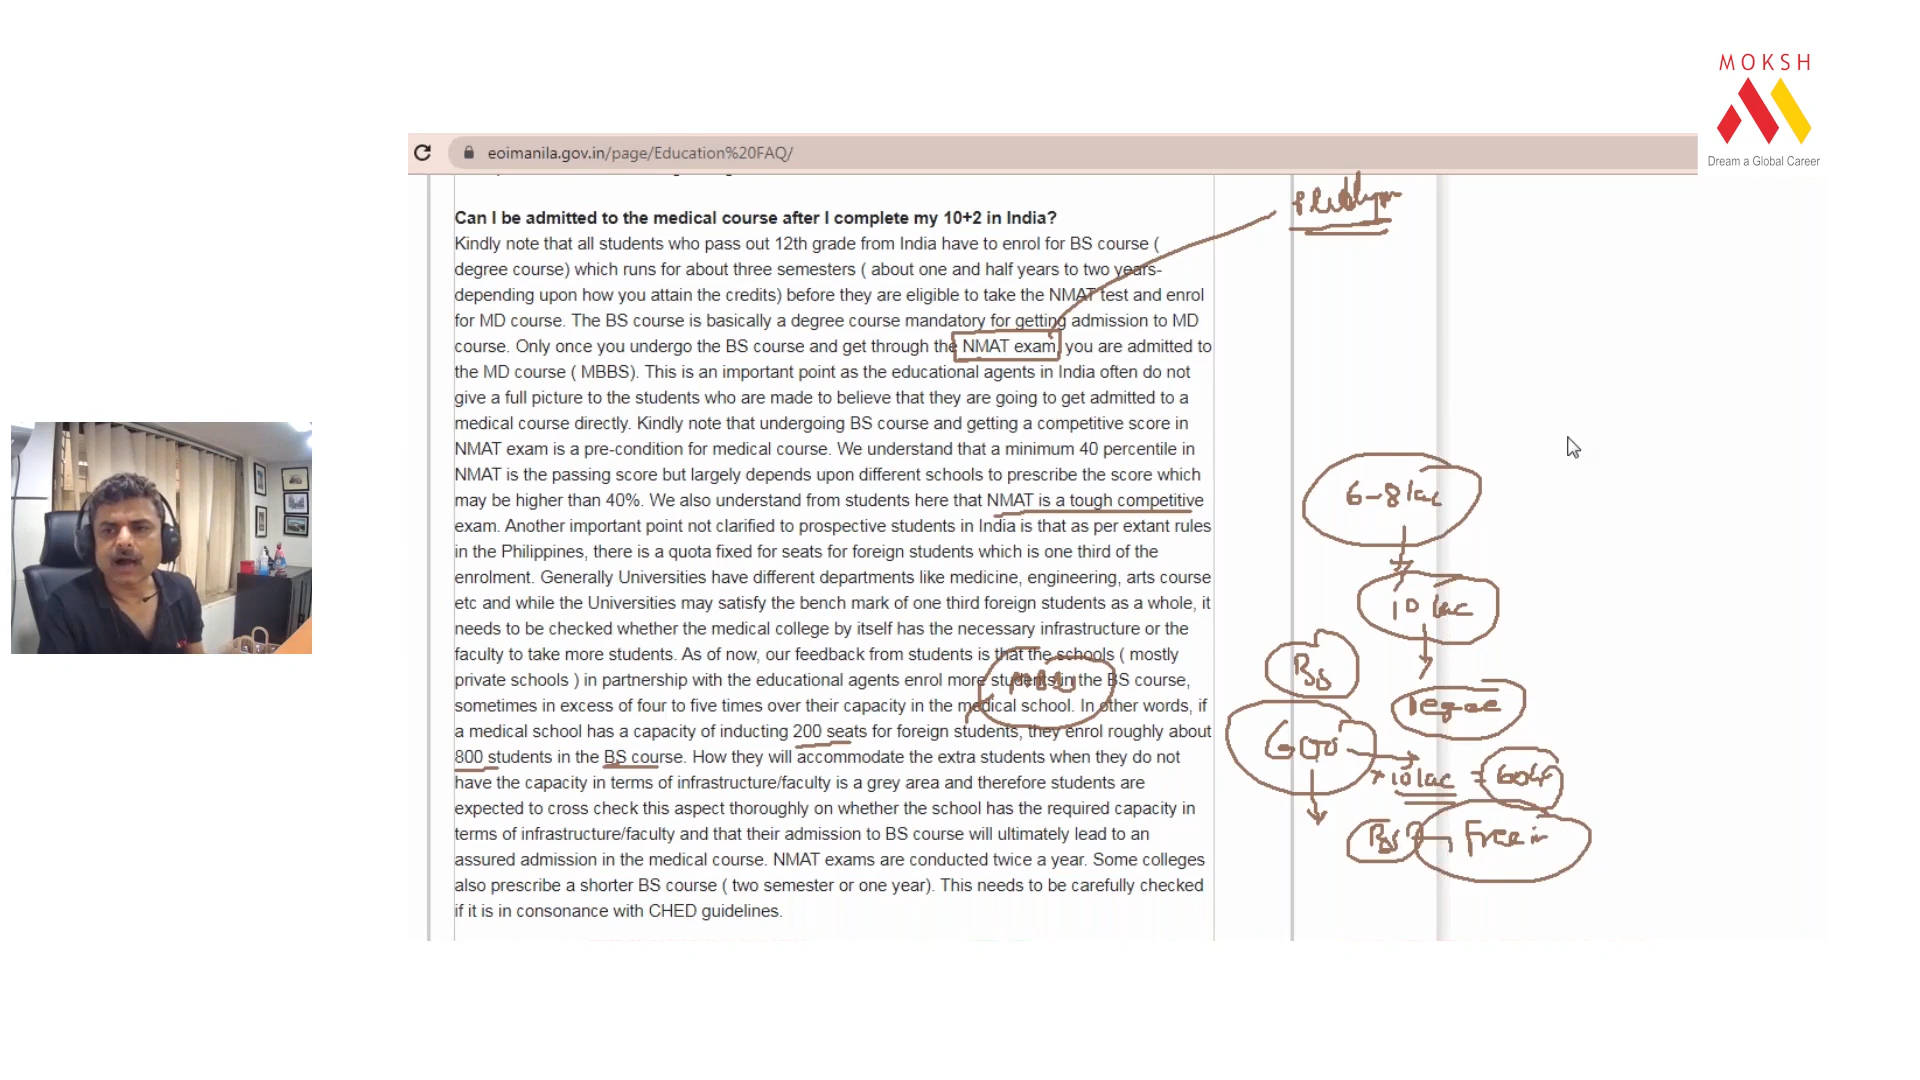 MOKSH
Dream a Global Career
eoimanila.gov.in/page/Education%20FAQ/
Can I be admitted to the medical course after I complete my 10+2 in India?
Kindly note that all students who pass out 12th grade from India have to enrol for BS course (
degree course) which runs for about three semesters ( about one and half years to two years-
depending upon how you attain the credits) before they are eligible to take the NMAT test and enrol
for MD course. The BS course is basically a degree course mandatory for getting admission to MD
course. Only once you undergo the BS course and get through the NMAT exam, you are admitted to
the MD course ( MBBS). This is an important point as the educational agents in India often do not
give a full picture to the students who are made to believe that they are going to get admitted to a
medical course directly. Kindly note that undergoing BS course and getting a competitive score in
NMAT exam is a pre-condition for medical course. We understand that a minimum 40 percentile in
NMAT is the passing score but largely depends upon different schools to prescribe the score which
may be higher than 40%. We also understand from students here that NMAT is a tough competitive
exam. Another important point not clarified to prospective students in India is that as per extant rules
in the Philippines, there is a quota fixed for seats for foreign students which is one third of the
enrolment. Generally Universities have different departments like medicine, engineering, arts course
etc and while the Universities may satisfy the bench mark of one third foreign students as a whole, it
needs to be checked whether the medical college by itself has the necessary infrastructure or the
faculty to take more students. As of now, our feedback from students is that the schools ( mostly
private schools ) in partnership with the educational agents enrol more students in the BS course,
sometimes in excess of four to five times over their capacity in the medical school. In other words, if
a medical school has a capacity of inducting 200 seats for foreign students, they enrol roughly about
800 students in the BS course. How they will accommodate the extra students when they do not
have the capacity in terms of infrastructure/faculty is a grey area and therefore students are
expected to cross check this aspect thoroughly on whether the school has the required capacity in
terms of infrastructure/faculty and that their admission to BS course will ultimately lead to an
assured admission in the medical course. NMAT exams are conducted twice a year. Some colleges
also prescribe a shorter BS course ( two semester or one year). This needs to be carefully checked
if it is in consonance with CHED guidelines.
6-8 lac
10 lac
BS
600
× 10 lac =
BS
Free in